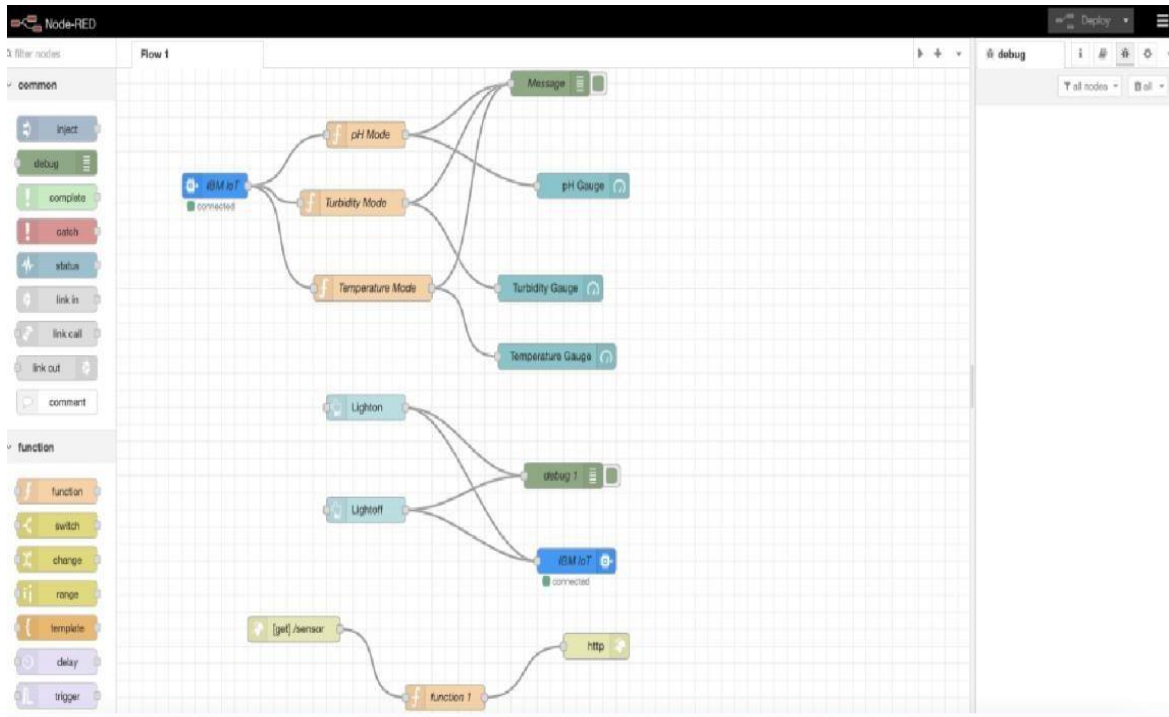 Node-RED
Deploy
filter nodes
Flow 1
debug
i
all nodes
all
common
inject
debug
complete
catch
status
link in
link call
link out
comment
function
function
switch
change
range
template
delay
trigger
Message
f pH Mode
IBM IoT
connected
pH Gauge
f Turbidity Mode
f Temperature Mode
Turbidity Gauge
Temperature Gauge
Lighton
debug 1
Lightoff
IBM IoT
connected
[get] /sensor
http
f function 1